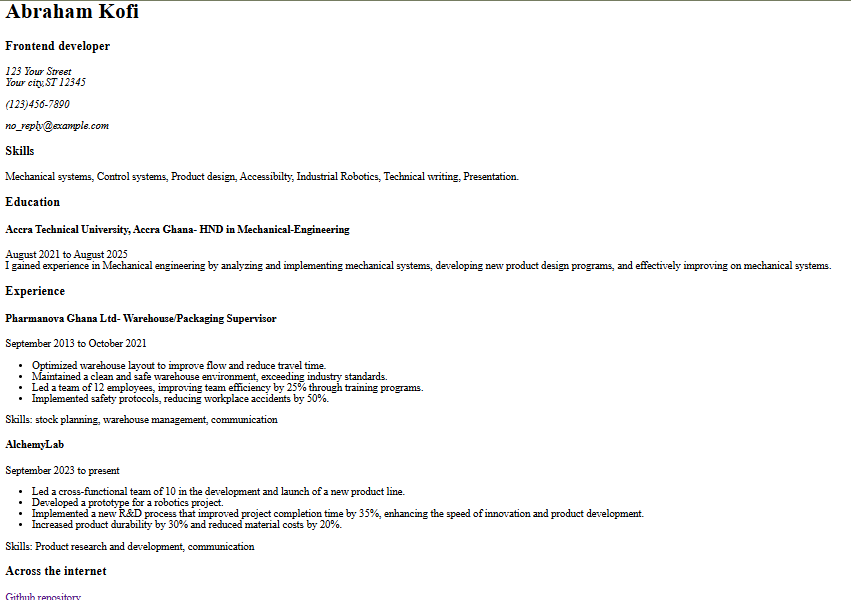 Abraham Kofi
Frontend developer
123 Your Street
Your city,ST 12345
(123)456-7890
no_reply@example.com
Skills
Mechanical systems, Control systems, Product design, Accessibilty, Industrial Robotics, Technical writing, Presentation.
Education
Accra Technical University, Accra Ghana- HND in Mechanical-Engineering
August 2021 to August 2025
I gained experience in Mechanical engineering by analyzing and implementing mechanical systems, developing new product design programs, and effectively improving on mechanical systems.
Experience
Pharmanova Ghana Ltd- Warehouse/Packaging Supervisor
September 2013 to October 2021
• Optimized warehouse layout to improve flow and reduce travel time.
• Maintained a clean and safe warehouse environment, exceeding industry standards.
• Led a team of 12 employees, improving team efficiency by 25% through training programs.
• Implemented safety protocols, reducing workplace accidents by 50%.
Skills: stock planning, warehouse management, communication
AlchemyLab
September 2023 to present
• Led a cross-functional team of 10 in the development and launch of a new product line.
• Developed a prototype for a robotics project.
• Implemented a new R&D process that improved project completion time by 35%, enhancing the speed of innovation and product development.
• Increased product durability by 30% and reduced material costs by 20%.
Skills: Product research and development, communication
Across the internet
Github repository